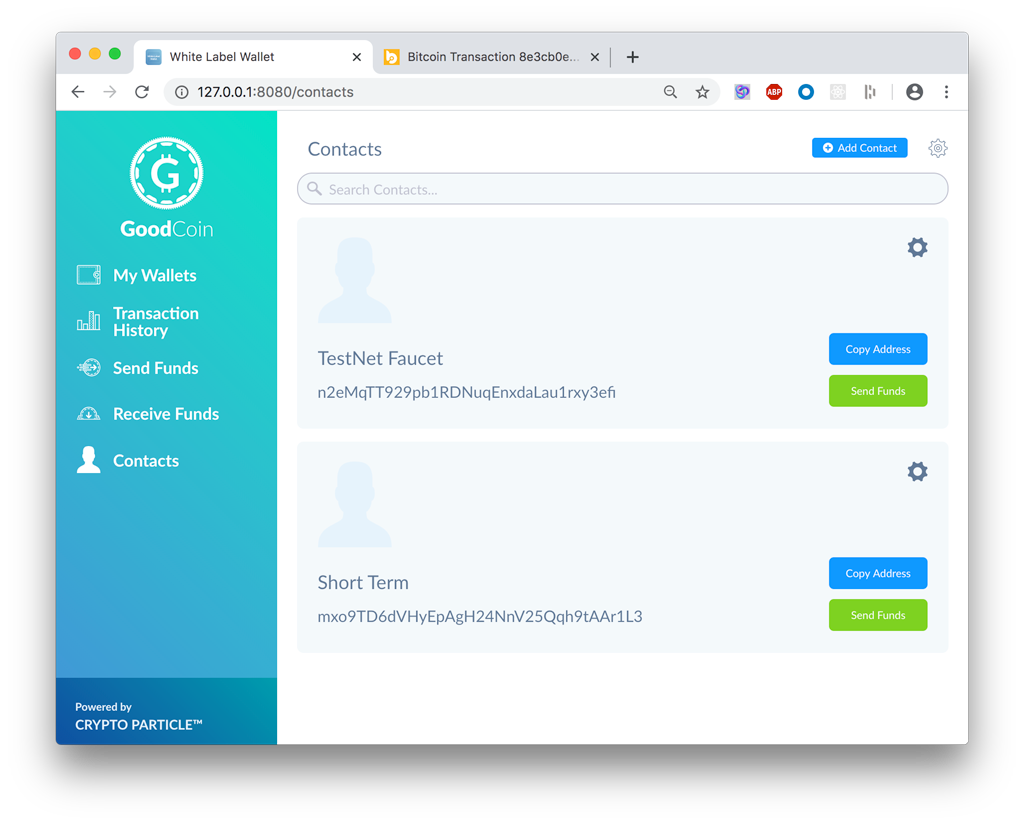 White Label Wallet
Bitcoin Transaction 8e3cb0e...
127.0.0.1:8080/contacts
ABP
GoodCoin
My Wallets
Transaction
History
Send Funds
Receive Funds
Contacts
Powered by
CRYPTO PARTICLE™
Contacts
Add Contact
Search Contacts...
TestNet Faucet
n2eMqTT929pb1RDNuqEnxdaLau1rxy3efi
Copy Address
Send Funds
Short Term
mxo9TD6dVHyEpAgH24NnV25Qqh9tAAr1L3
Copy Address
Send Funds